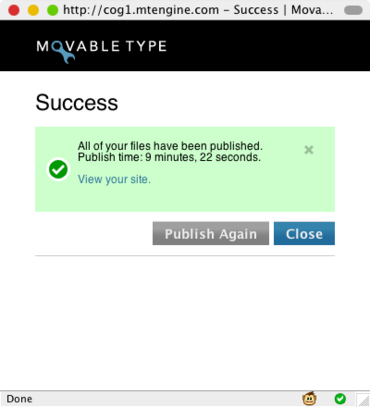 http://cog1.mtengine.com – Success | Mova...
MOVABLE TYPE
Success
All of your files have been published.
Publish time: 9 minutes, 22 seconds.
View your site.
Publish Again
Close
Done